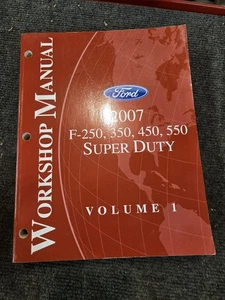 WORKSHOP MANUAL
Ford
2007
F-250, 350, 450, 550
SUPER DUTY
VOLUME 1